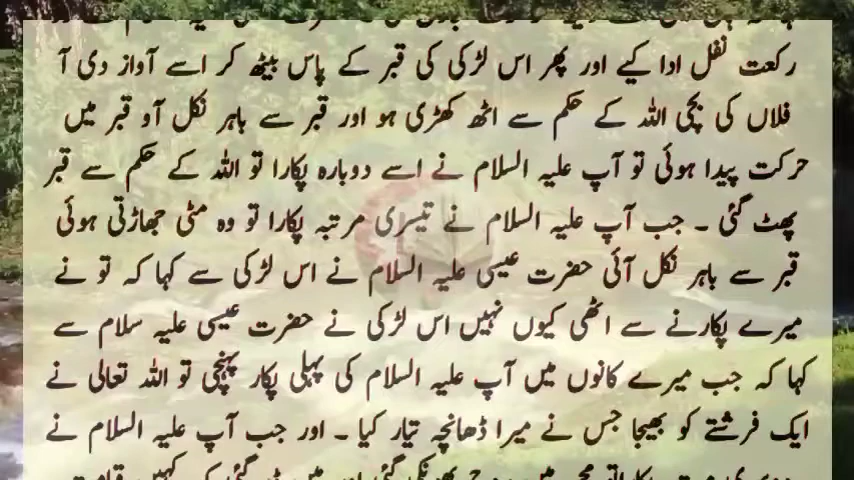 رکعت نفل ادا کیے اور پھر اس لڑکی کی قبر کے پاس بیٹھ کر اسے آواز دی آ
فلاں کی بچی اللہ کے حکم سے اٹھ کھڑی ہو اور قبر سے باہر نکل آو قبر میں
حرکت پیدا ہوئی تو آپ علیہ السلام نے اسے دوبارہ پکارا تو اللہ کے حکم سے قبر
پھٹ گئی ۔ جب آپ علیہ السلام نے تیسری مرتبہ پکارا تو وہ مٹی جھاڑتی ہوئی
قبر سے باہر نکل آئی حضرت عیسی علیہ السلام نے اس لڑکی سے کہا کہ تو نے
میرے پکارنے سے اٹھی کیوں نہیں اس لڑکی نے حضرت عیسی علیہ سلام سے
کہا کہ جب میرے کانوں میں آپ علیہ السلام کی پہلی پکار پہنچی تو اللہ تعالی نے
ایک فرشتے کو بھیجا جس نے میرا ڈھانچہ تیار کیا ۔ اور جب آپ علیہ السلام نے